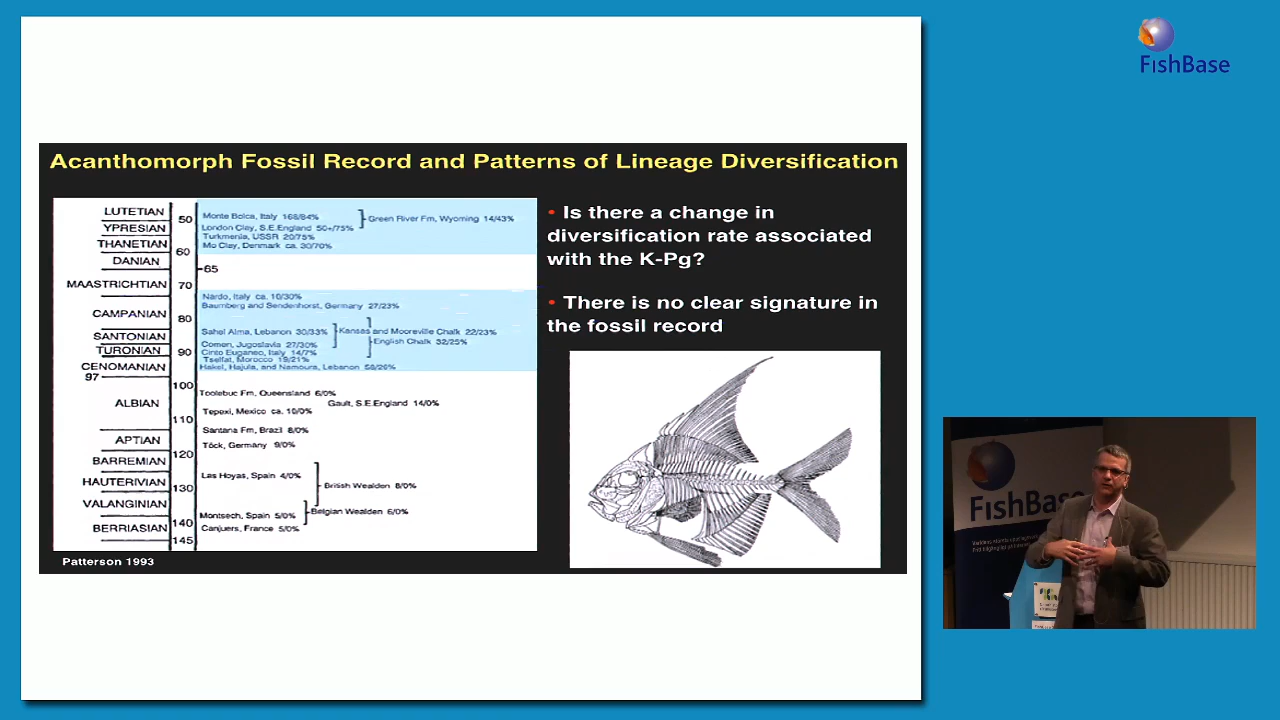 FishBase
Acanthomorph Fossil Record and Patterns of Lineage Diversification
LUTETIAN
YPRESIAN
THANETIAN
DANIAN
MAASTRICHTIAN
CAMPANIAN
SANTONIAN
TURONIAN
CENOMANIAN
97
ALBIAN
APTIAN
BARREMIAN
HAUTERIVIAN
VALANGINIAN
BERRIASIAN
50
60
65
70
80
90
100
110
120
130
140
145
Monte Bolca, Italy 168/84%
Green River Fm, Wyoming 14/43%
London Clay, S.E.England 50+/75%
Turkmenia, USSR 20/75%
Mo Clay, Denmark ca. 30/70%
Nardo, Italy ca. 10/30%
Baumberg and Sendenhorst, Germany 27/23%
Sahel Alma, Lebanon 30/33%
Kansas and Mooreville Chalk 22/23%
Comen, Jugoslavia 27/30%
English Chalk 32/25%
Cinto Euganeo, Italy 14/7%
Tselfat, Morocco 19/21%
Hakel, Hajula, and Namoura, Lebanon 58/26%
Toolebuc Fm, Queensland 6/0%
Gault, S.E.England 14/0%
Tepexi, Mexico ca. 10/0%
Santana Fm, Brazil 8/0%
Töck, Germany 9/0%
Las Hoyas, Spain 4/0%
British Wealden 8/0%
Montsech, Spain 5/0%
Belgian Wealden 6/0%
Canjuers, France 5/0%
Patterson 1993
• Is there a change in
diversification rate associated
with the K-Pg?
• There is no clear signature in
the fossil record
FishBase